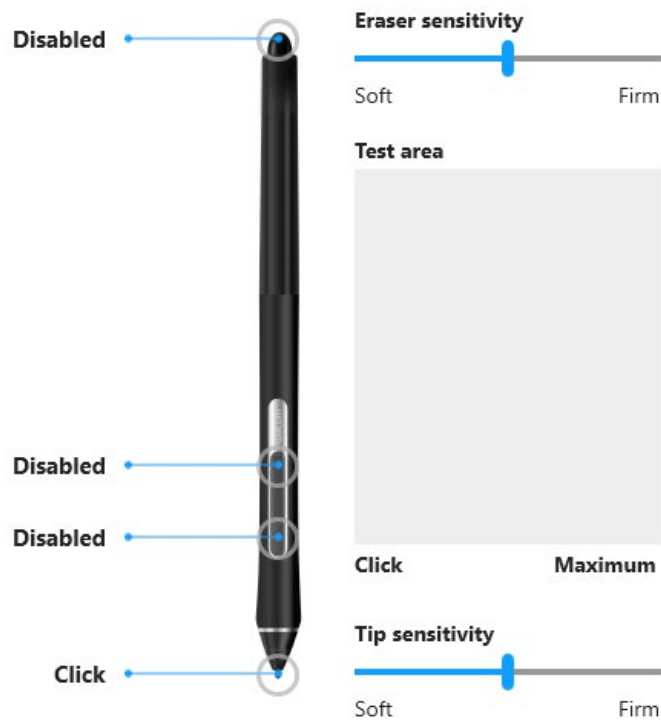 Disabled
Eraser sensitivity
Soft Firm
Test area
Disabled
Disabled
Click Maximum
Tip sensitivity
Click
Soft Firm